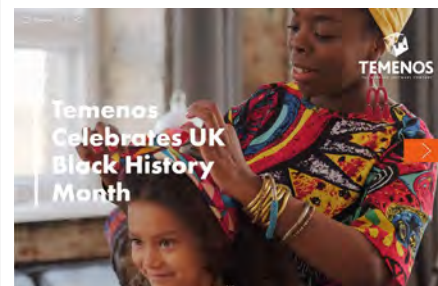 TEMENOS
Temenos
Celebrates UK
Black History
Month